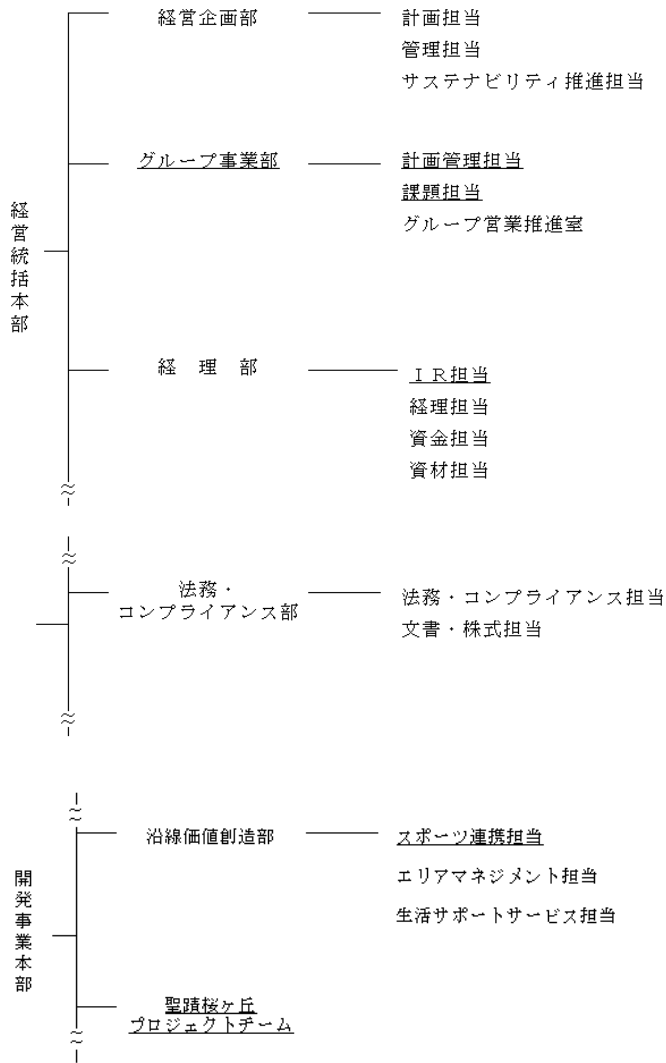 経営統括本部
経営企画部
計画担当
管理担当
サステナビリティ推進担当
グループ事業部
計画管理担当
課題担当
グループ営業推進室
経　理　部
ＩＲ担当
経理担当
資金担当
資材担当
法務・
コンプライアンス部
法務・コンプライアンス担当
文書・株式担当
開発事業本部
沿線価値創造部
スポーツ連携担当
エリアマネジメント担当
生活サポートサービス担当
聖蹟桜ヶ丘
プロジェクトチーム